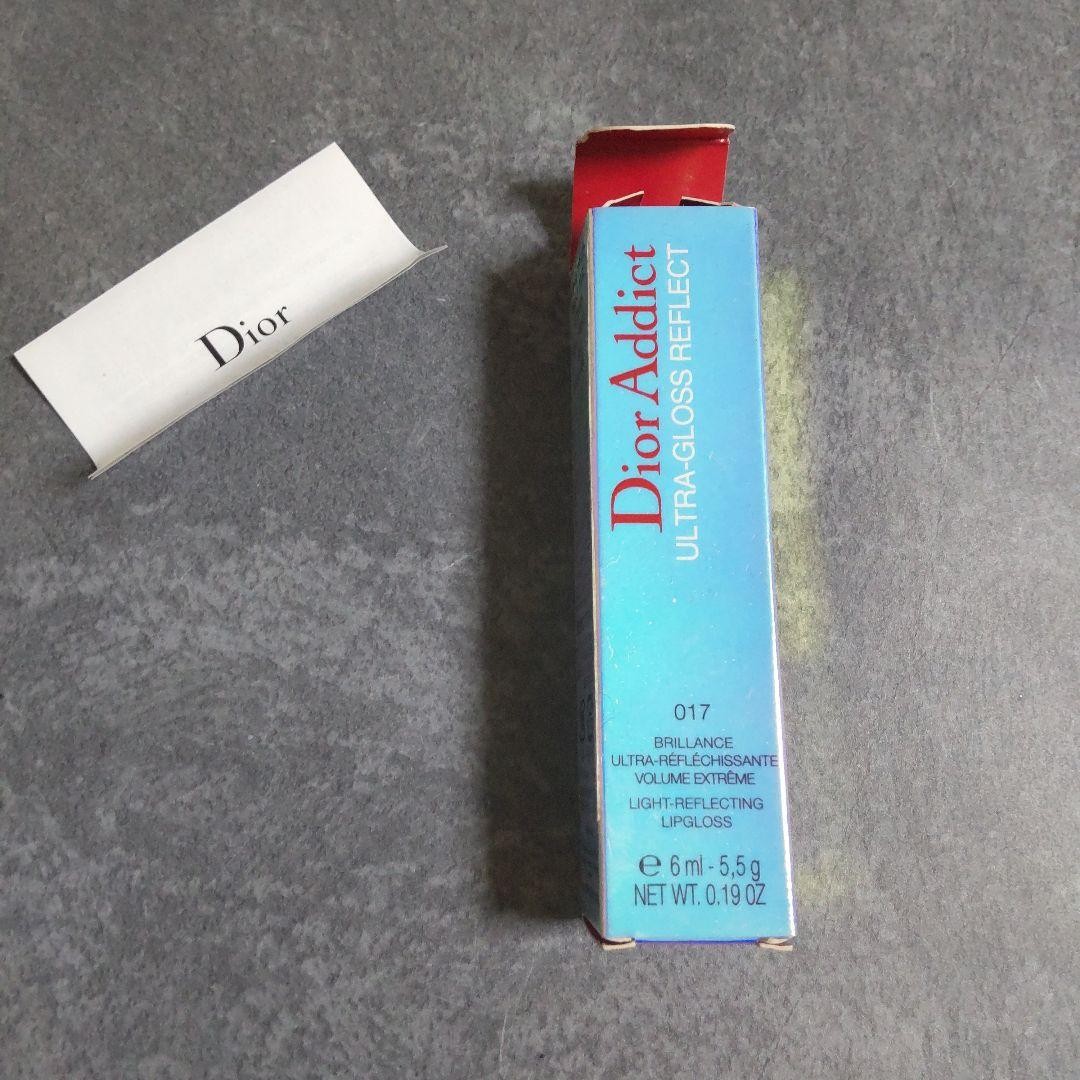 Dior
Dior Addict
ULTRA-GLOSS REFLECT
017
BRILLANCE
ULTRA-RÉFLÉCHISSANTE
VOLUME EXTRÊME
LIGHT-REFLECTING
LIPGLOSS
℮ 6 ml - 5,5 g
NET WT. 0.19 OZ